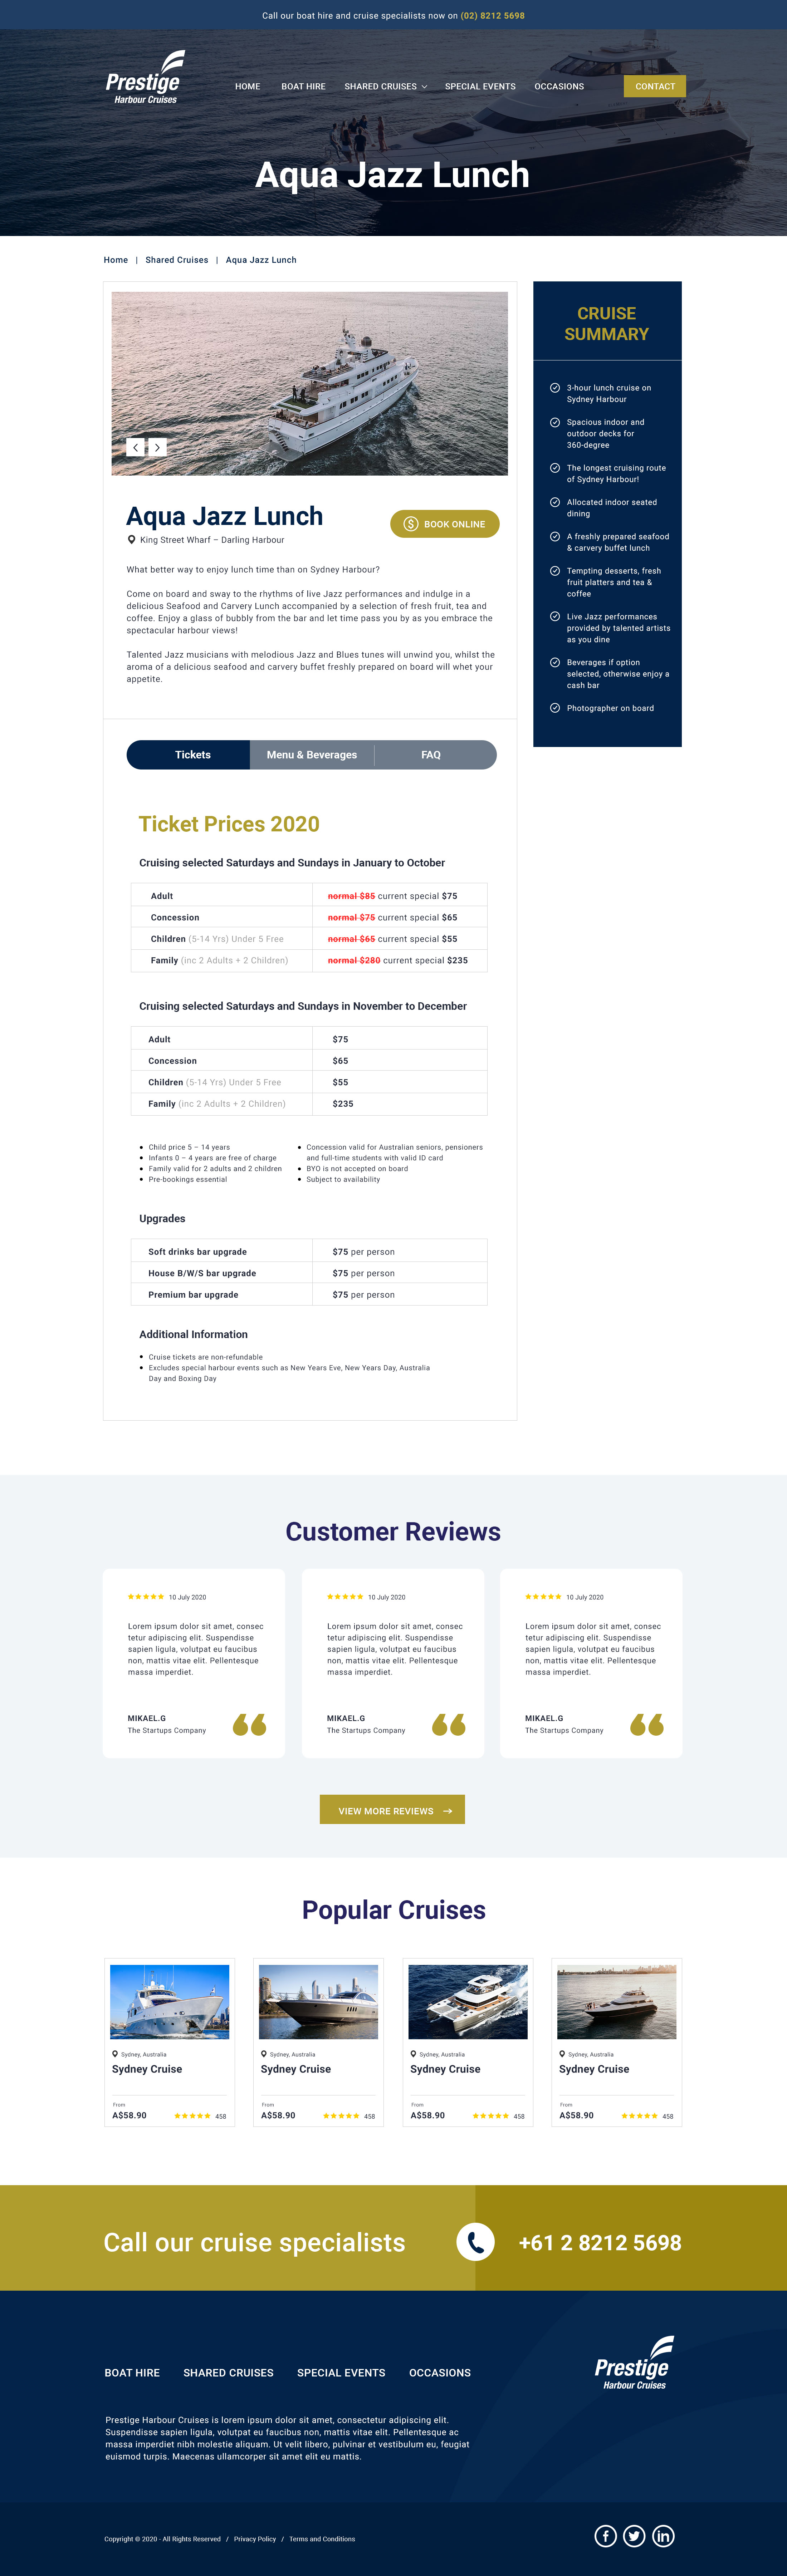 Call our boat hire and cruise specialists now on (02) 8212 5698
Prestige
Harbour Cruises
HOME BOAT HIRE SHARED CRUISES SPECIAL EVENTS OCCASIONS CONTACT
Aqua Jazz Lunch
Home | Shared Cruises | Aqua Jazz Lunch
Aqua Jazz Lunch
BOOK ONLINE
King Street Wharf – Darling Harbour
What better way to enjoy lunch time than on Sydney Harbour?
Come on board and sway to the rhythms of live Jazz performances and indulge in a
delicious Seafood and Carvery Lunch accompanied by a selection of fresh fruit, tea and
coffee. Enjoy a glass of bubbly from the bar and let time pass you by as you embrace the
spectacular harbour views!
Talented Jazz musicians with melodious Jazz and Blues tunes will unwind you, whilst the
aroma of a delicious seafood and carvery buffet freshly prepared on board will whet your
appetite.
CRUISE
SUMMARY
3-hour lunch cruise on
Sydney Harbour
Spacious indoor and
outdoor decks for
360-degree
The longest cruising route
of Sydney Harbour!
Allocated indoor seated
dining
A freshly prepared seafood
& carvery buffet lunch
Tempting desserts, fresh
fruit platters and tea &
coffee
Live Jazz performances
provided by talented artists
as you dine
Beverages if option
selected, otherwise enjoy a
cash bar
Photographer on board
Tickets Menu & Beverages FAQ
Ticket Prices 2020
Cruising selected Saturdays and Sundays in January to October
Adult normal $85 current special $75
Concession normal $75 current special $65
Children (5-14 Yrs) Under 5 Free normal $65 current special $55
Family (inc 2 Adults + 2 Children) normal $280 current special $235
Cruising selected Saturdays and Sundays in November to December
Adult $75
Concession $65
Children (5-14 Yrs) Under 5 Free $55
Family (inc 2 Adults + 2 Children) $235
Child price 5 – 14 years
Infants 0 – 4 years are free of charge
Family valid for 2 adults and 2 children
Pre-bookings essential
Concession valid for Australian seniors, pensioners
and full-time students with valid ID card
BYO is not accepted on board
Subject to availability
Upgrades
Soft drinks bar upgrade $75 per person
House B/W/S bar upgrade $75 per person
Premium bar upgrade $75 per person
Additional Information
Cruise tickets are non-refundable
Excludes special harbour events such as New Years Eve, New Years Day, Australia
Day and Boxing Day
Customer Reviews
10 July 2020
Lorem ipsum dolor sit amet, consec
tetur adipiscing elit. Suspendisse
sapien ligula, volutpat eu faucibus
non, mattis vitae elit. Pellentesque
massa imperdiet.
MIKAEL.G
The Startups Company
10 July 2020
Lorem ipsum dolor sit amet, consec
tetur adipiscing elit. Suspendisse
sapien ligula, volutpat eu faucibus
non, mattis vitae elit. Pellentesque
massa imperdiet.
MIKAEL.G
The Startups Company
10 July 2020
Lorem ipsum dolor sit amet, consec
tetur adipiscing elit. Suspendisse
sapien ligula, volutpat eu faucibus
non, mattis vitae elit. Pellentesque
massa imperdiet.
MIKAEL.G
The Startups Company
VIEW MORE REVIEWS
Popular Cruises
Sydney, Australia
Sydney Cruise
From
A$58.90 458
Sydney, Australia
Sydney Cruise
From
A$58.90 458
Sydney, Australia
Sydney Cruise
From
A$58.90 458
Sydney, Australia
Sydney Cruise
From
A$58.90 458
Call our cruise specialists +61 2 8212 5698
BOAT HIRE SHARED CRUISES SPECIAL EVENTS OCCASIONS
Prestige
Harbour Cruises
Prestige Harbour Cruises is lorem ipsum dolor sit amet, consectetur adipiscing elit.
Suspendisse sapien ligula, volutpat eu faucibus non, mattis vitae elit. Pellentesque ac
massa imperdiet nibh molestie aliquam. Ut velit libero, pulvinar et vestibulum eu, feugiat
euismod turpis. Maecenas ullamcorper sit amet elit eu mattis.
Copyright © 2020 - All Rights Reserved / Privacy Policy / Terms and Conditions